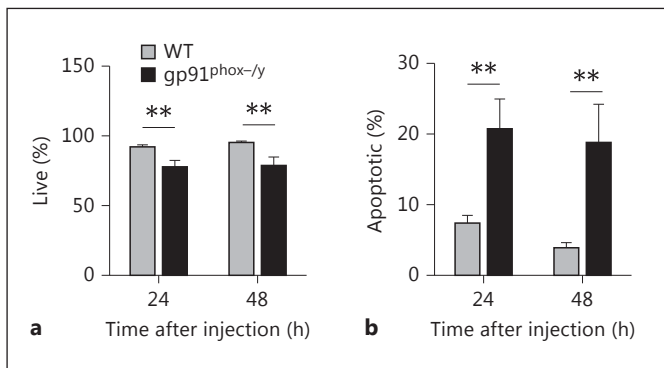 WT
gp91phox–/y
150
100
50
0
Live (%)
**
**
24
48
a
Time after injection (h)
30
20
10
0
Apoptotic (%)
**
**
24
48
b
Time after injection (h)